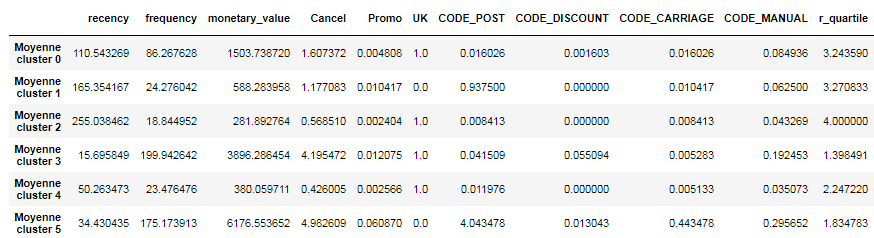 recency frequency monetary_value Cancel Promo UK CODE_POST CODE_DISCOUNT CODE_CARRIAGE CODE_MANUAL r_quartile
Moyenne cluster 0 110.543269 86.267628 1503.738720 1.607372 0.004808 1.0 0.016026 0.001603 0.016026 0.084936 3.243590
Moyenne cluster 1 165.354167 24.276042 588.283958 1.177083 0.010417 0.0 0.937500 0.000000 0.010417 0.062500 3.270833
Moyenne cluster 2 255.038462 18.844952 281.892764 0.568510 0.002404 1.0 0.008413 0.000000 0.008413 0.043269 4.000000
Moyenne cluster 3 15.695849 199.942642 3896.286454 4.195472 0.012075 1.0 0.041509 0.055094 0.005283 0.192453 1.398491
Moyenne cluster 4 50.263473 23.476476 380.059711 0.426005 0.002566 1.0 0.011976 0.000000 0.005133 0.035073 2.247220
Moyenne cluster 5 34.430435 175.173913 6176.553652 4.982609 0.060870 0.0 4.043478 0.013043 0.443478 0.295652 1.834783